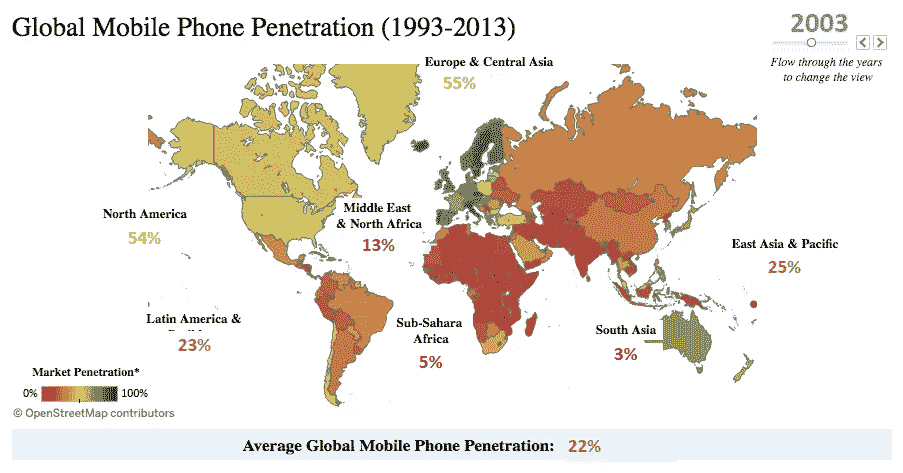 Global Mobile Phone Penetration (1993-2013)
2003
Flow through the years
to change the view
Europe & Central Asia
55%
North America
54%
Middle East
& North Africa
13%
East Asia & Pacific
25%
Latin America &
23%
Sub-Sahara
Africa
5%
South Asia
3%
Market Penetration*
0% 100%
© OpenStreetMap contributors
Average Global Mobile Phone Penetration: 22%